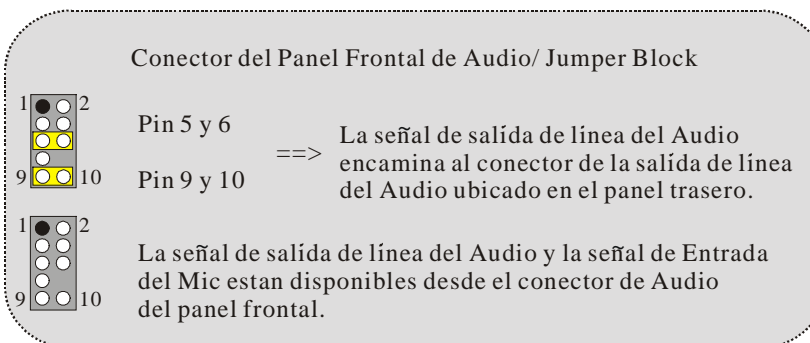 Conector del Panel Frontal de Audio/ Jumper Block
1 2
9 10
Pin 5 y 6
Pin 9 y 10
==>
La señal de salída de línea del Audio
encamina al conector de la salída de línea
del Audio ubicado en el panel trasero.
1 2
9 10
La señal de salída de línea del Audio y la señal de Entrada
del Mic estan disponibles desde el conector de Audio
del panel frontal.